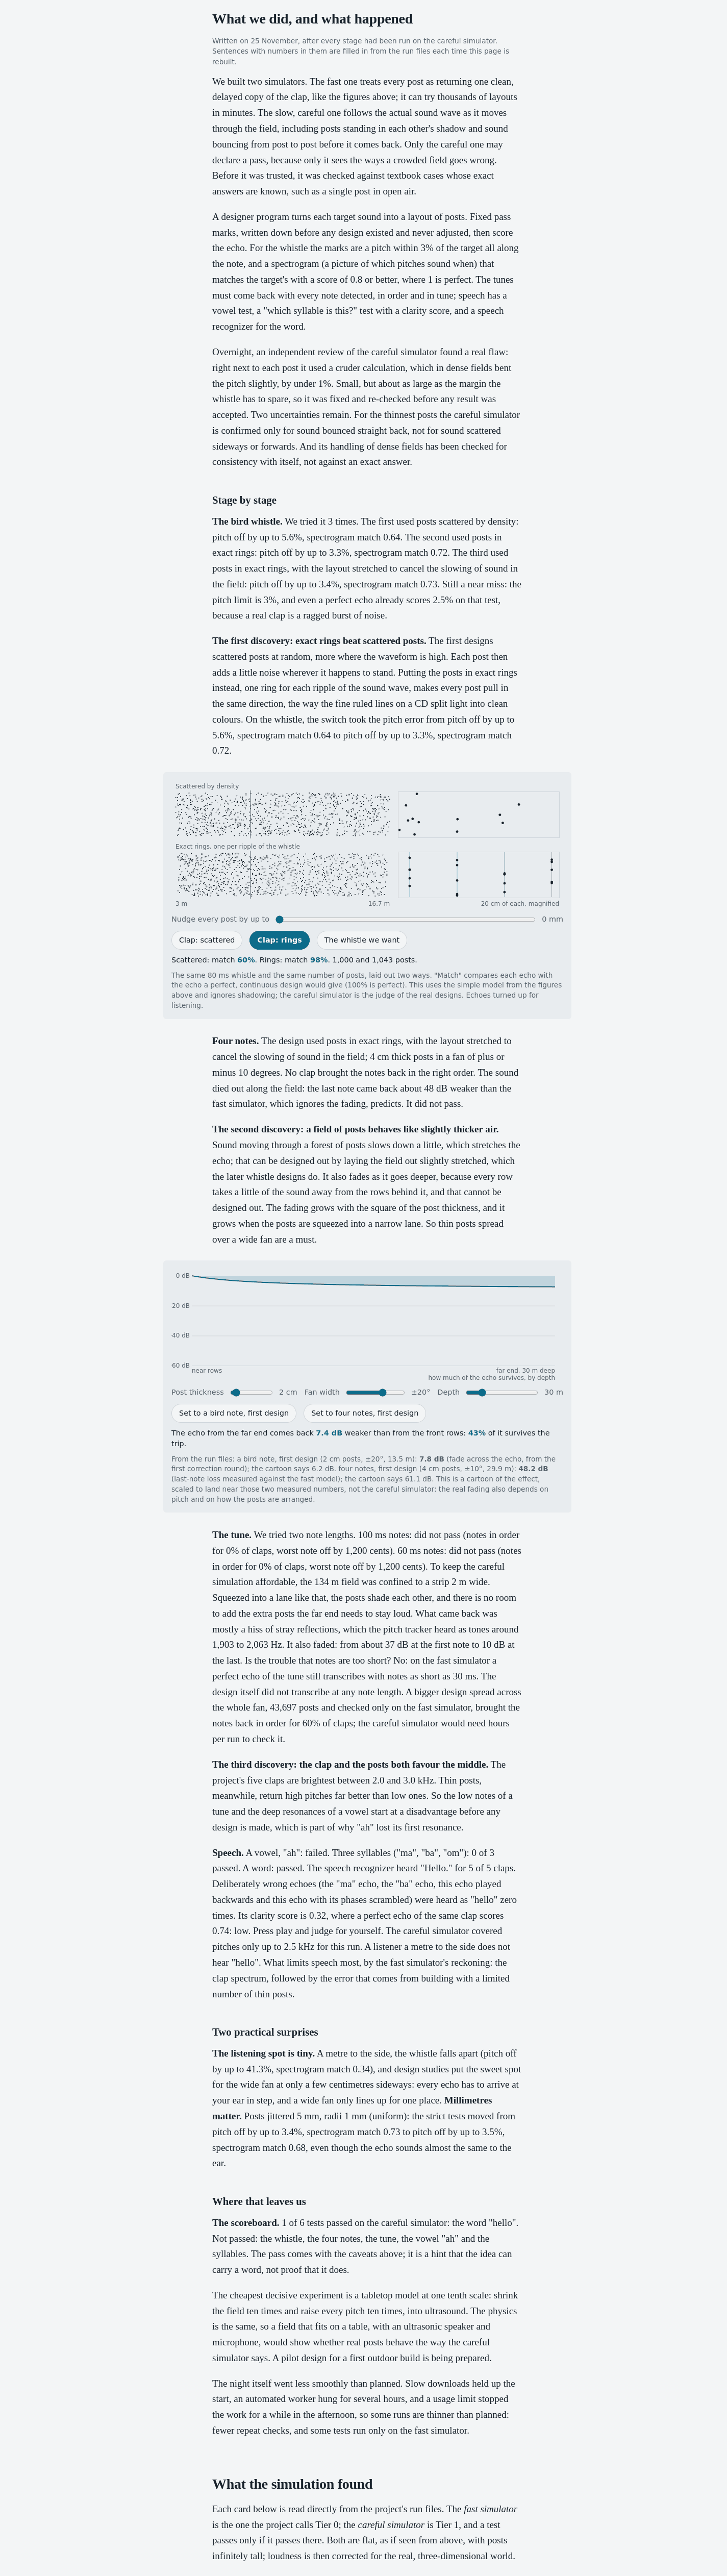 What we did, and what happened
Written on 25 November, after every stage had been run on the careful simulator.
Sentences with numbers in them are filled in from the run files each time this page is
rebuilt.
We built two simulators. The fast one treats every post as returning one clean,
delayed copy of the clap, like the figures above; it can try thousands of layouts
in minutes. The slow, careful one follows the actual sound wave as it moves
through the field, including posts standing in each other's shadow and sound
bouncing from post to post before it comes back. Only the careful one may
declare a pass, because only it sees the ways a crowded field goes wrong.
Before it was trusted, it was checked against textbook cases whose exact
answers are known, such as a single post in open air.
A designer program turns each target sound into a layout of posts. Fixed pass
marks, written down before any design existed and never adjusted, then score
the echo. For the whistle the marks are a pitch within 3% of the target all along
the note, and a spectrogram (a picture of which pitches sound when) that
matches the target's with a score of 0.8 or better, where 1 is perfect. The tunes
must come back with every note detected, in order and in tune; speech has a
vowel test, a "which syllable is this?" test with a clarity score, and a speech
recognizer for the word.
Overnight, an independent review of the careful simulator found a real flaw:
right next to each post it used a cruder calculation, which in dense fields bent
the pitch slightly, by under 1%. Small, but about as large as the margin the
whistle has to spare, so it was fixed and re-checked before any result was
accepted. Two uncertainties remain. For the thinnest posts the careful simulator
is confirmed only for sound bounced straight back, not for sound scattered
sideways or forwards. And its handling of dense fields has been checked for
consistency with itself, not against an exact answer.
Stage by stage
The bird whistle. We tried it 3 times. The first used posts scattered by density:
pitch off by up to 5.6%, spectrogram match 0.64. The second used posts in
exact rings: pitch off by up to 3.3%, spectrogram match 0.72. The third used
posts in exact rings, with the layout stretched to cancel the slowing of sound in
the field: pitch off by up to 3.4%, spectrogram match 0.73. Still a near miss: the
pitch limit is 3%, and even a perfect echo already scores 2.5% on that test,
because a real clap is a ragged burst of noise.
The first discovery: exact rings beat scattered posts. The first designs
scattered posts at random, more where the waveform is high. Each post then
adds a little noise wherever it happens to stand. Putting the posts in exact rings
instead, one ring for each ripple of the sound wave, makes every post pull in
the same direction, the way the fine ruled lines on a CD split light into clean
colours. On the whistle, the switch took the pitch error from pitch off by up to
5.6%, spectrogram match 0.64 to pitch off by up to 3.3%, spectrogram match
0.72.
Scattered by density
Exact rings, one per ripple of the whistle
3 m 16.7 m 20 cm of each, magnified
Nudge every post by up to 0 mm
Clap: scattered Clap: rings The whistle we want
Scattered: match 60%. Rings: match 98%. 1,000 and 1,043 posts.
The same 80 ms whistle and the same number of posts, laid out two ways. "Match" compares each echo with
the echo a perfect, continuous design would give (100% is perfect). This uses the simple model from the figures
above and ignores shadowing; the careful simulator is the judge of the real designs. Echoes turned up for
listening.
Four notes. The design used posts in exact rings, with the layout stretched to
cancel the slowing of sound in the field; 4 cm thick posts in a fan of plus or
minus 10 degrees. No clap brought the notes back in the right order. The sound
died out along the field: the last note came back about 48 dB weaker than the
fast simulator, which ignores the fading, predicts. It did not pass.
The second discovery: a field of posts behaves like slightly thicker air.
Sound moving through a forest of posts slows down a little, which stretches the
echo; that can be designed out by laying the field out slightly stretched, which
the later whistle designs do. It also fades as it goes deeper, because every row
takes a little of the sound away from the rows behind it, and that cannot be
designed out. The fading grows with the square of the post thickness, and it
grows when the posts are squeezed into a narrow lane. So thin posts spread
over a wide fan are a must.
0 dB
20 dB
40 dB
60 dB
near rows far end, 30 m deep
how much of the echo survives, by depth
Post thickness 2 cm Fan width ±20° Depth 30 m
Set to a bird note, first design Set to four notes, first design
The echo from the far end comes back 7.4 dB weaker than from the front rows: 43% of it survives the
trip.
From the run files: a bird note, first design (2 cm posts, ±20°, 13.5 m): 7.8 dB (fade across the echo, from the
first correction round); the cartoon says 6.2 dB. four notes, first design (4 cm posts, ±10°, 29.9 m): 48.2 dB
(last-note loss measured against the fast model); the cartoon says 61.1 dB. This is a cartoon of the effect,
scaled to land near those two measured numbers, not the careful simulator: the real fading also depends on
pitch and on how the posts are arranged.
The tune. We tried two note lengths. 100 ms notes: did not pass (notes in order
for 0% of claps, worst note off by 1,200 cents). 60 ms notes: did not pass (notes
in order for 0% of claps, worst note off by 1,200 cents). To keep the careful
simulation affordable, the 134 m field was confined to a strip 2 m wide.
Squeezed into a lane like that, the posts shade each other, and there is no room
to add the extra posts the far end needs to stay loud. What came back was
mostly a hiss of stray reflections, which the pitch tracker heard as tones around
1,903 to 2,063 Hz. It also faded: from about 37 dB at the first note to 10 dB at
the last. Is the trouble that notes are too short? No: on the fast simulator a
perfect echo of the tune still transcribes with notes as short as 30 ms. The
design itself did not transcribe at any note length. A bigger design spread across
the whole fan, 43,697 posts and checked only on the fast simulator, brought the
notes back in order for 60% of claps; the careful simulator would need hours
per run to check it.
The third discovery: the clap and the posts both favour the middle. The
project's five claps are brightest between 2.0 and 3.0 kHz. Thin posts,
meanwhile, return high pitches far better than low ones. So the low notes of a
tune and the deep resonances of a vowel start at a disadvantage before any
design is made, which is part of why "ah" lost its first resonance.
Speech. A vowel, "ah": failed. Three syllables ("ma", "ba", "om"): 0 of 3
passed. A word: passed. The speech recognizer heard "Hello." for 5 of 5 claps.
Deliberately wrong echoes (the "ma" echo, the "ba" echo, this echo played
backwards and this echo with its phases scrambled) were heard as "hello" zero
times. Its clarity score is 0.32, where a perfect echo of the same clap scores
0.74: low. Press play and judge for yourself. The careful simulator covered
pitches only up to 2.5 kHz for this run. A listener a metre to the side does not
hear "hello". What limits speech most, by the fast simulator's reckoning: the
clap spectrum, followed by the error that comes from building with a limited
number of thin posts.
Two practical surprises
The listening spot is tiny. A metre to the side, the whistle falls apart (pitch off
by up to 41.3%, spectrogram match 0.34), and design studies put the sweet spot
for the wide fan at only a few centimetres sideways: every echo has to arrive at
your ear in step, and a wide fan only lines up for one place. Millimetres
matter. Posts jittered 5 mm, radii 1 mm (uniform): the strict tests moved from
pitch off by up to 3.4%, spectrogram match 0.73 to pitch off by up to 3.5%,
spectrogram match 0.68, even though the echo sounds almost the same to the
ear.
Where that leaves us
The scoreboard. 1 of 6 tests passed on the careful simulator: the word "hello".
Not passed: the whistle, the four notes, the tune, the vowel "ah" and the
syllables. The pass comes with the caveats above; it is a hint that the idea can
carry a word, not proof that it does.
The cheapest decisive experiment is a tabletop model at one tenth scale: shrink
the field ten times and raise every pitch ten times, into ultrasound. The physics
is the same, so a field that fits on a table, with an ultrasonic speaker and
microphone, would show whether real posts behave the way the careful
simulator says. A pilot design for a first outdoor build is being prepared.
The night itself went less smoothly than planned. Slow downloads held up the
start, an automated worker hung for several hours, and a usage limit stopped
the work for a while in the afternoon, so some runs are thinner than planned:
fewer repeat checks, and some tests run only on the fast simulator.
What the simulation found
Each card below is read directly from the project's run files. The fast simulator
is the one the project calls Tier 0; the careful simulator is Tier 1, and a test
passes only if it passes there. Both are flat, as if seen from above, with posts
infinitely tall; loudness is then corrected for the real, three-dimensional world.